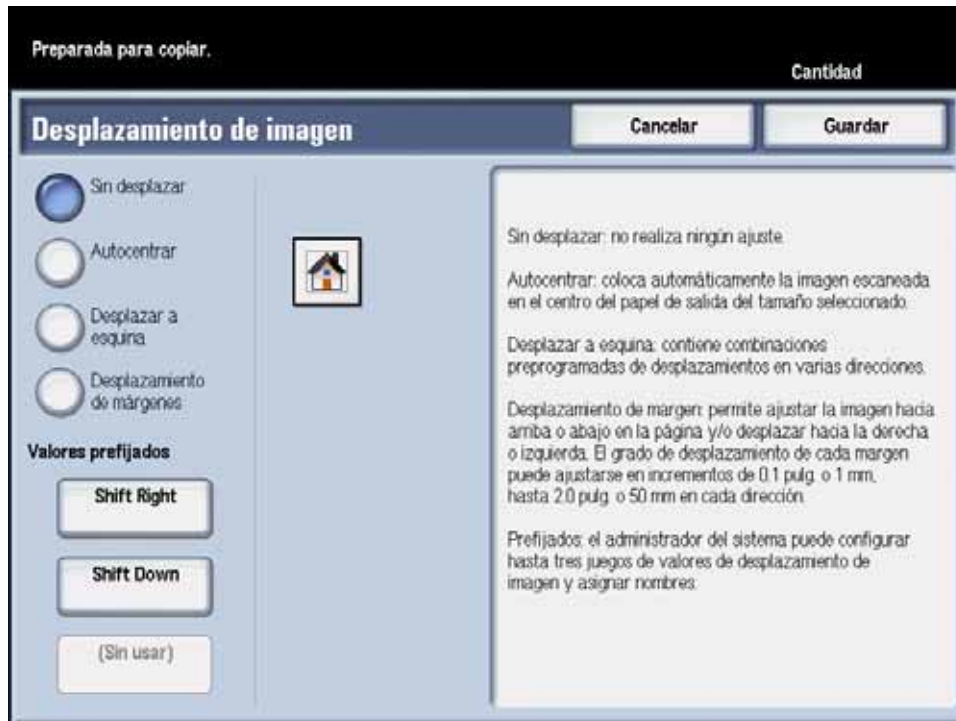 Preparada para copiar.
Cantidad
Desplazamiento de imagen
Cancelar
Guardar
Sin desplazar
Autocentrar
Desplazar a
esquina
Desplazamiento
de márgenes
Valores prefijados
Shift Right
Shift Down
(Sin usar)
Sin desplazar: no realiza ningún ajuste.
Autocentrar: coloca automáticamente la imagen escaneada
en el centro del papel de salida del tamaño seleccionado.
Desplazar a esquina: contiene combinaciones
preprogramadas de desplazamientos en varias direcciones.
Desplazamiento de margen: permite ajustar la imagen hacia
arriba o abajo en la página y/o desplazar hacia la derecha
o izquierda. El grado de desplazamiento de cada margen
puede ajustarse en incrementos de 0.1 pulg. o 1 mm,
hasta 2.0 pulg. o 50 mm en cada dirección.
Prefijados: el administrador del sistema puede configurar
hasta tres juegos de valores de desplazamiento de
imagen y asignar nombres.